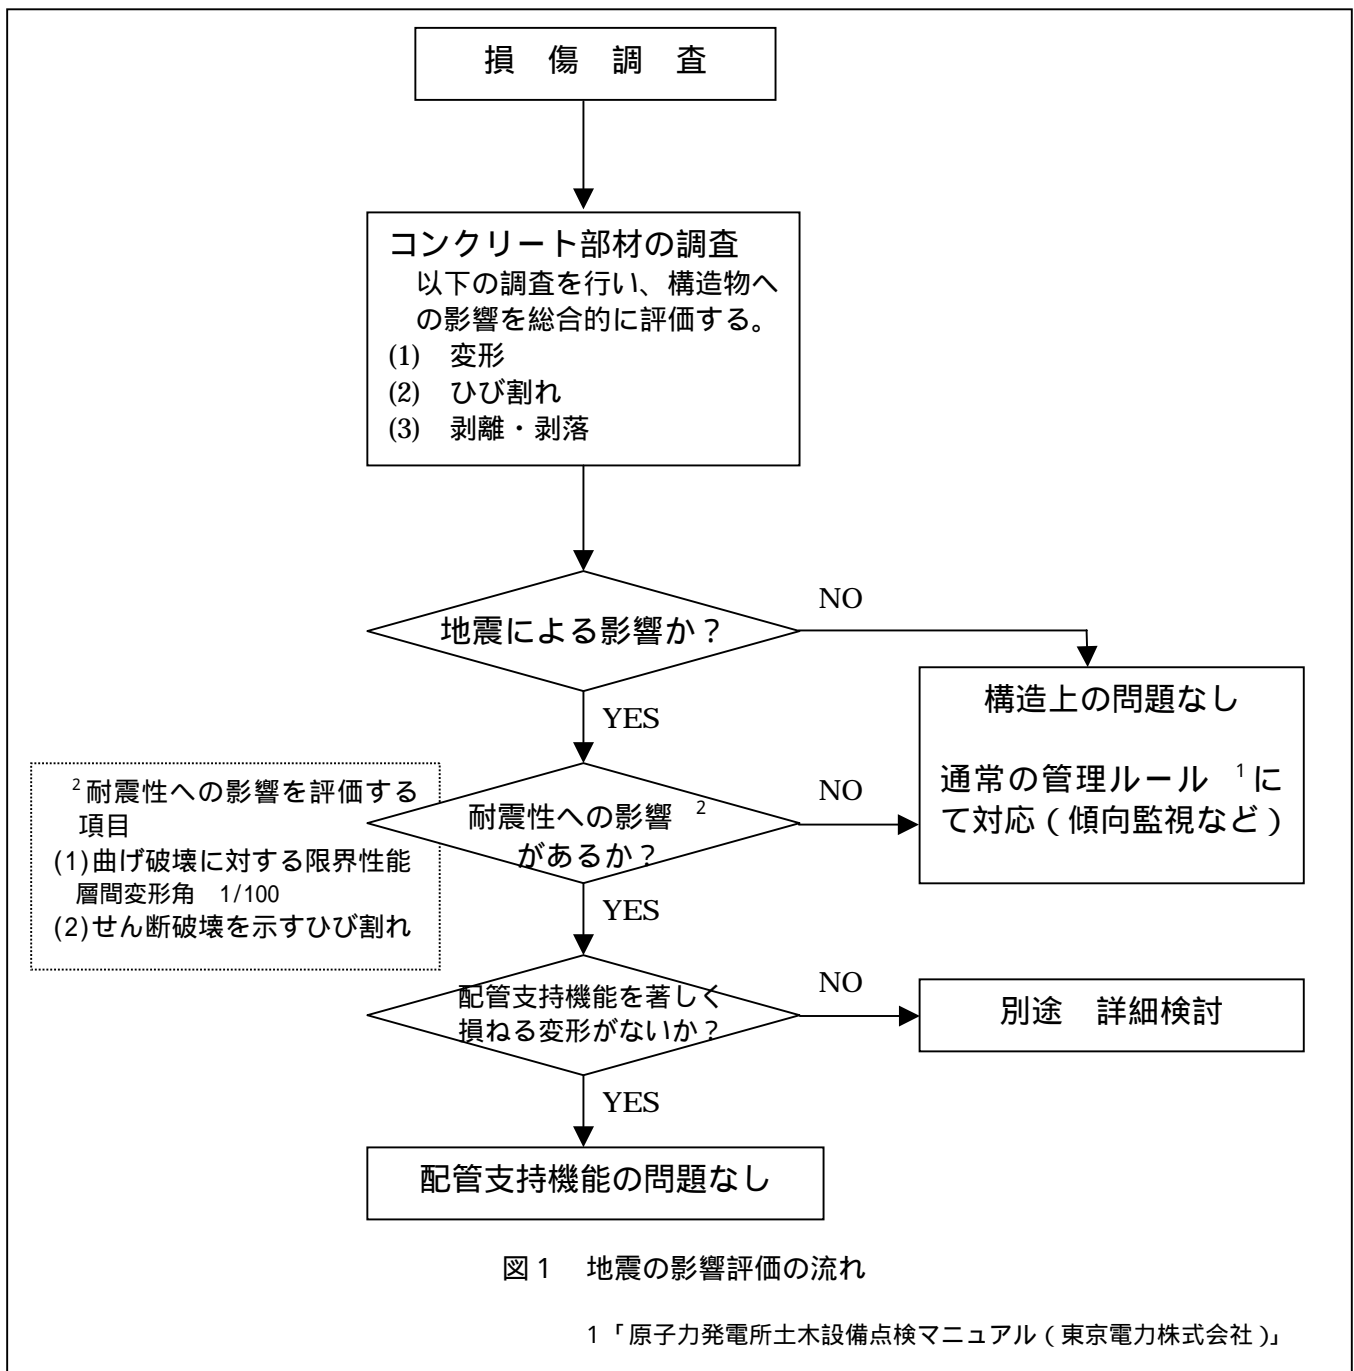 損　傷　調　査
コンクリート部材の調査
以下の調査を行い、構造物へ
の影響を総合的に評価する。
(1)　変形
(2)　ひび割れ
(3)　剥離・剥落
地震による影響か？
NO
YES
構造上の問題なし
通常の管理ルール　1にて対応（傾向監視など）
2耐震性への影響を評価する
項目
(1)曲げ破壊に対する限界性能
層間変形角　1/100
(2)せん断破壊を示すひび割れ
耐震性への影響　2
があるか？
NO
YES
配管支持機能を著しく
損ねる変形がないか？
NO
別途　詳細検討
YES
配管支持機能の問題なし
図１　地震の影響評価の流れ
1「原子力発電所土木設備点検マニュアル（東京電力株式会社）」